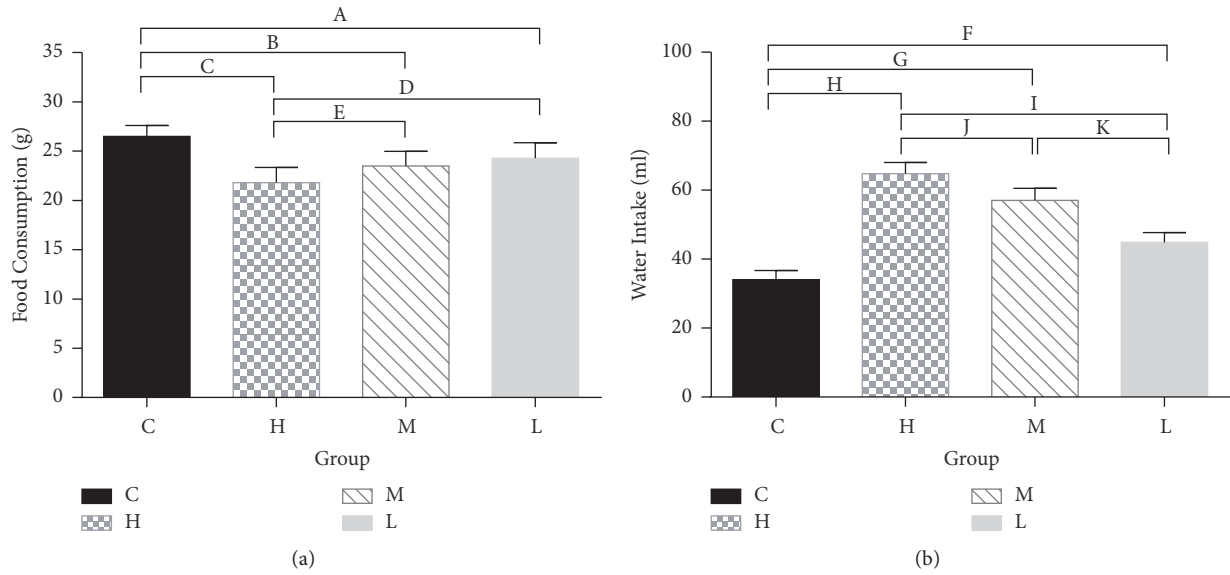 A
B
C
D
E
35
30
25
20
15
10
5
0
Food Consumption (g)
C H M L
Group
C M
H L
(a)
F
G
H
I
J K
100
80
60
40
20
0
Water Intake (ml)
C H M L
Group
C M
H L
(b)